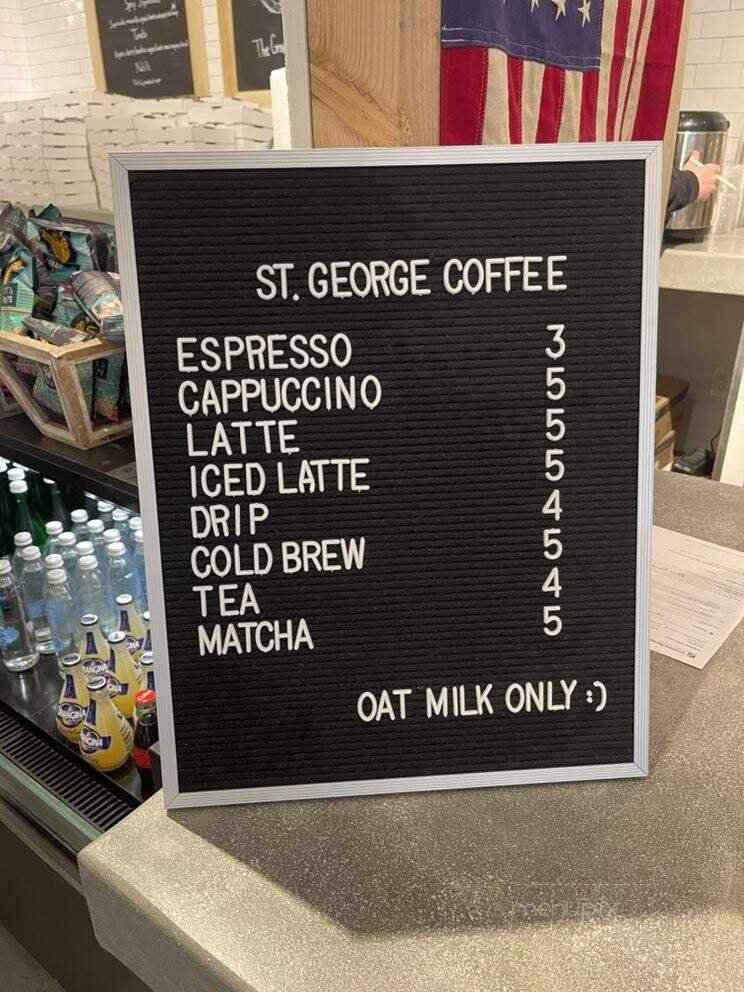 The
ST. GEORGE COFFEE
ESPRESSO 3
CAPPUCCINO 5
LATTE 5
ICED LATTE 5
DRIP 4
COLD BREW 5
TEA 4
MATCHA 5
OAT MILK ONLY :)